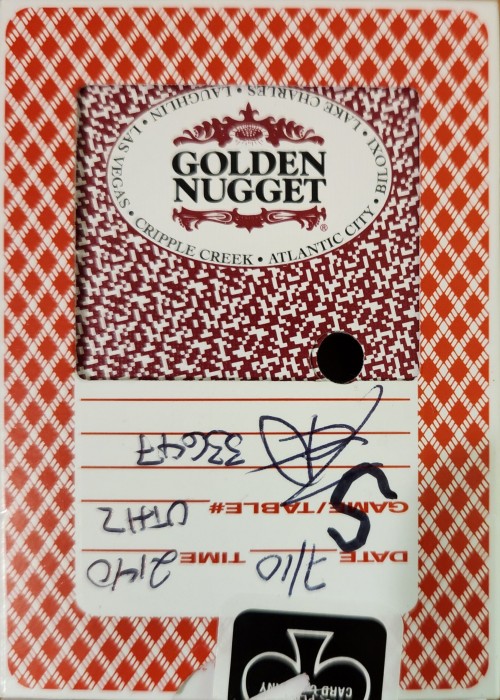 GOLDEN
NUGGET
®
LAS VEGAS • LAUGHLIN • LAKE CHARLES • BILOXI • ATLANTIC CITY • CRIPPLE CREEK •
DATE 7/10 TIME 2140
GAME/TABLE# UTH2
S
33647
CARD